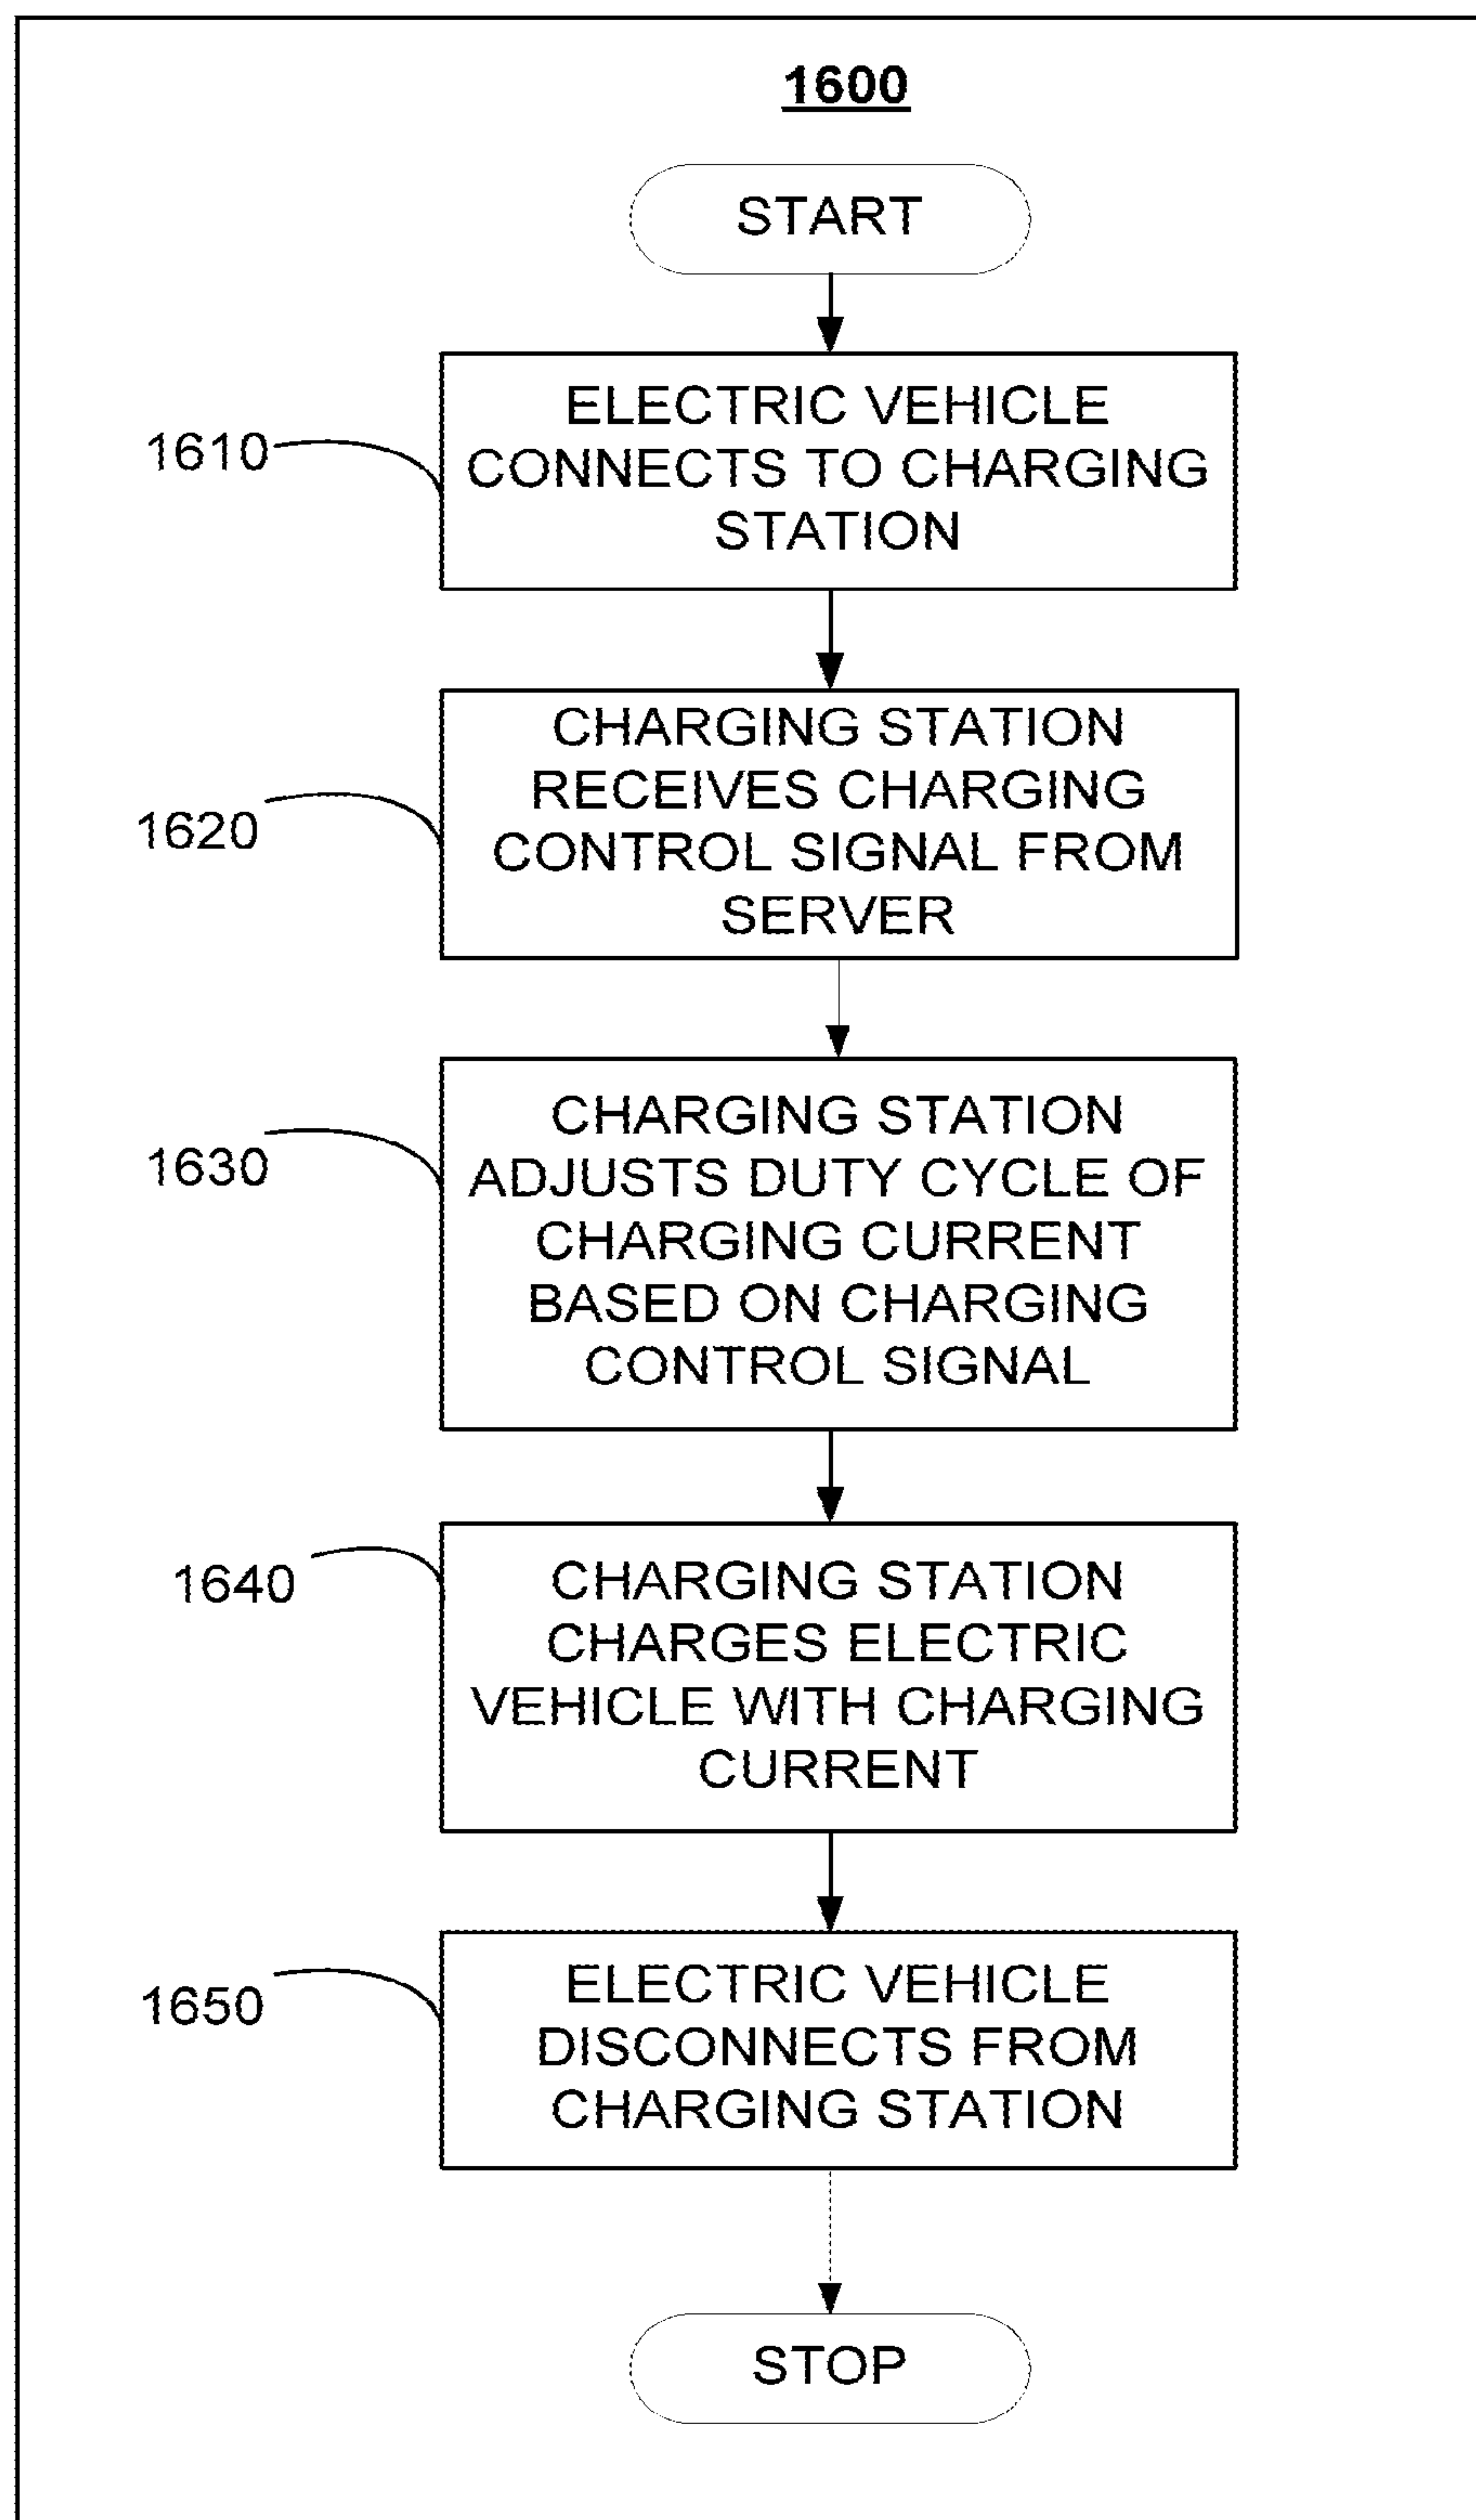 1600
START
1610
ELECTRIC VEHICLE
CONNECTS TO CHARGING
STATION
1620
CHARGING STATION
RECEIVES CHARGING
CONTROL SIGNAL FROM
SERVER
1630
CHARGING STATION
ADJUSTS DUTY CYCLE OF
CHARGING CURRENT
BASED ON CHARGING
CONTROL SIGNAL
1640
CHARGING STATION
CHARGES ELECTRIC
VEHICLE WITH CHARGING
CURRENT
1650
ELECTRIC VEHICLE
DISCONNECTS FROM
CHARGING STATION
STOP